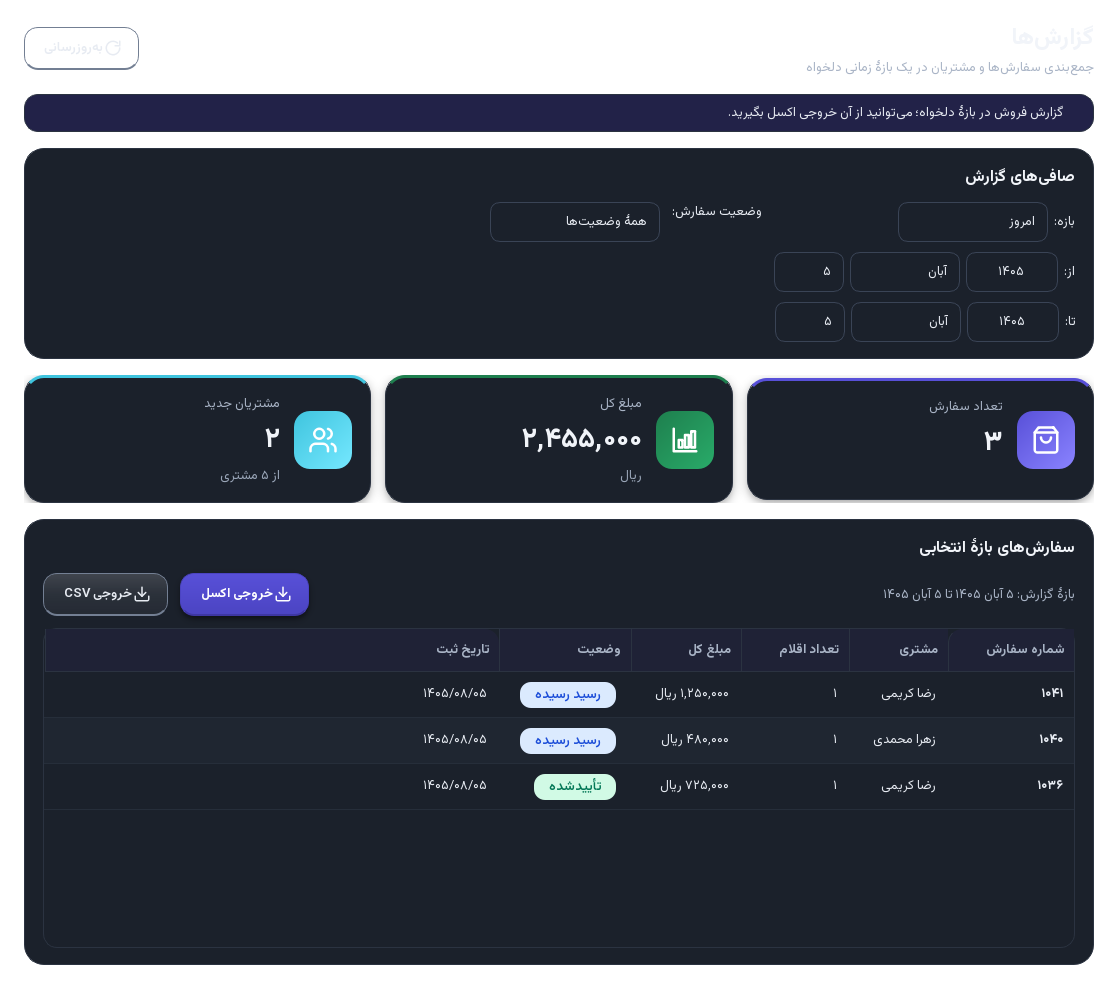 گزارش‌ها
به‌روزرسانی
جمع‌بندی سفارش‌ها و مشتریان در یک بازهٔ زمانی دلخواه
گزارش فروش در بازهٔ دلخواه؛ می‌توانید از آن خروجی اکسل بگیرید.
صافی‌های گزارش
بازه: امروز وضعیت سفارش: همهٔ وضعیت‌ها
از: ۱۴۰۵ آبان ۵
تا: ۱۴۰۵ آبان ۵
تعداد سفارش
۳
مبلغ کل
۲,۴۵۵,۰۰۰
ریال
مشتریان جدید
۲
از ۵ مشتری
سفارش‌های بازهٔ انتخابی
بازهٔ گزارش: ۵ آبان ۱۴۰۵ تا ۵ آبان ۱۴۰۵
خروجی اکسل
خروجی CSV
شماره سفارش مشتری تعداد اقلام مبلغ کل وضعیت تاریخ ثبت
۱۰۴۱ رضا کریمی ۱ ۱,۲۵۰,۰۰۰ ریال رسید رسیده ۱۴۰۵/۰۸/۰۵
۱۰۴۰ زهرا محمدی ۱ ۴۸۰,۰۰۰ ریال رسید رسیده ۱۴۰۵/۰۸/۰۵
۱۰۳۶ رضا کریمی ۱ ۷۲۵,۰۰۰ ریال تأییدشده ۱۴۰۵/۰۸/۰۵